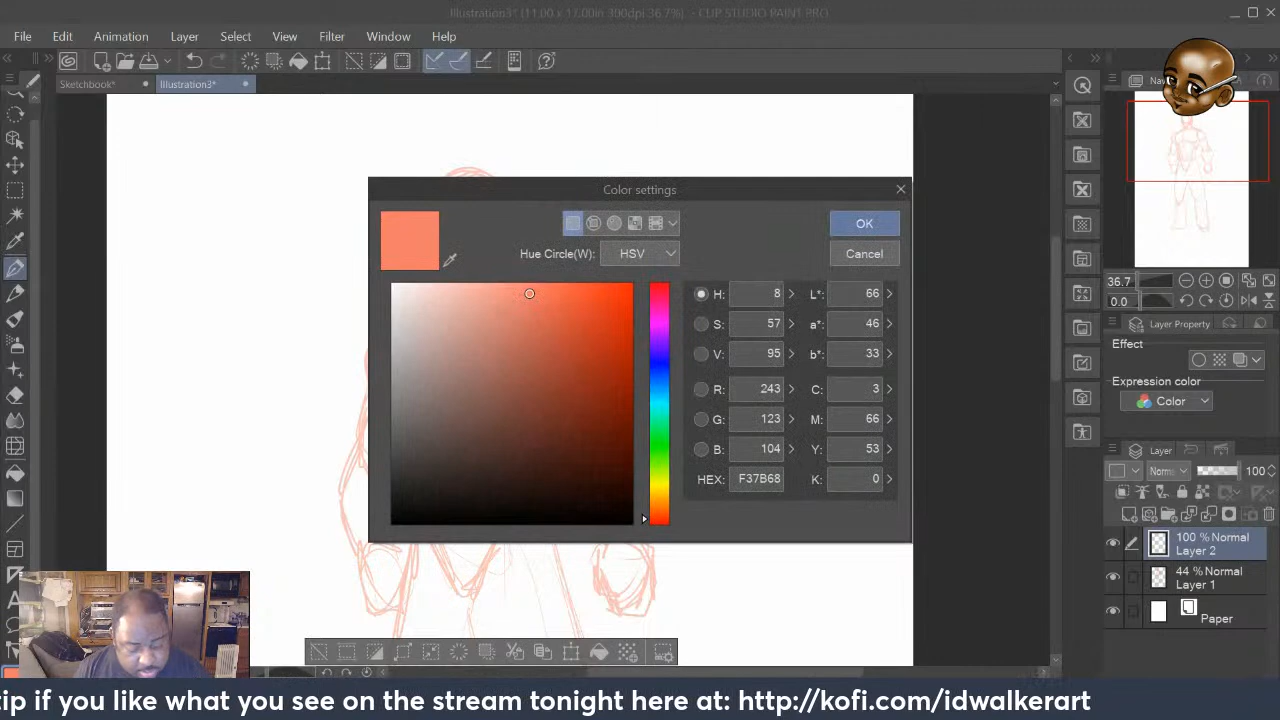 Illustration3* (11.00 x 17.00in 300dpi 36.7%) - CLIP STUDIO PAINT PRO
File Edit Animation Layer Select View Filter Window Help
Sketchbook* Illustration3*
Color settings
OK
Hue Circle(W): HSV
Cancel
H: 8 L*: 66
S: 57 a*: 46
V: 95 b*: 33
R: 243 C: 3
G: 123 M: 66
B: 104 Y: 53
HEX: F37B68 K: 0
36.7
0.0
Layer Property
Effect
Expression color
Color
Layer
Norma 100
100 % Normal
Layer 2
44 % Normal
Layer 1
Paper
tip if you like what you see on the stream tonight here at: http://kofi.com/idwalkerart